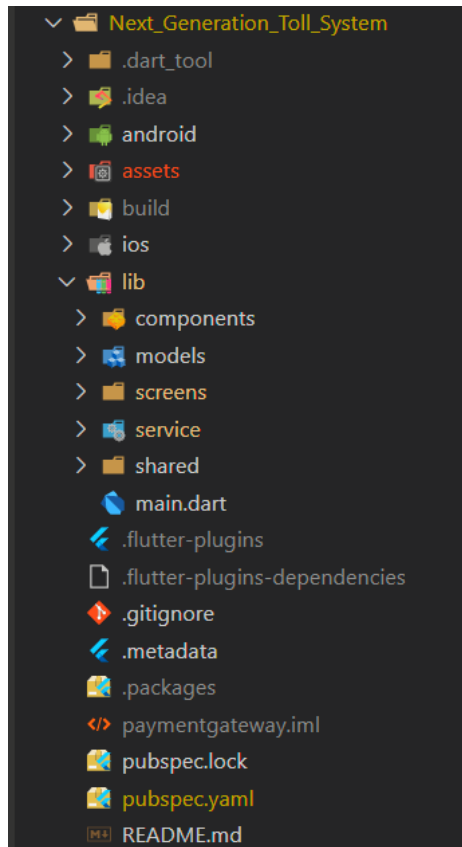 Next_Generation_Toll_System
.dart_tool
.idea
android
assets
build
ios
lib
components
models
screens
service
shared
main.dart
.flutter-plugins
.flutter-plugins-dependencies
.gitignore
.metadata
.packages
paymentgateway.iml
pubspec.lock
pubspec.yaml
README.md